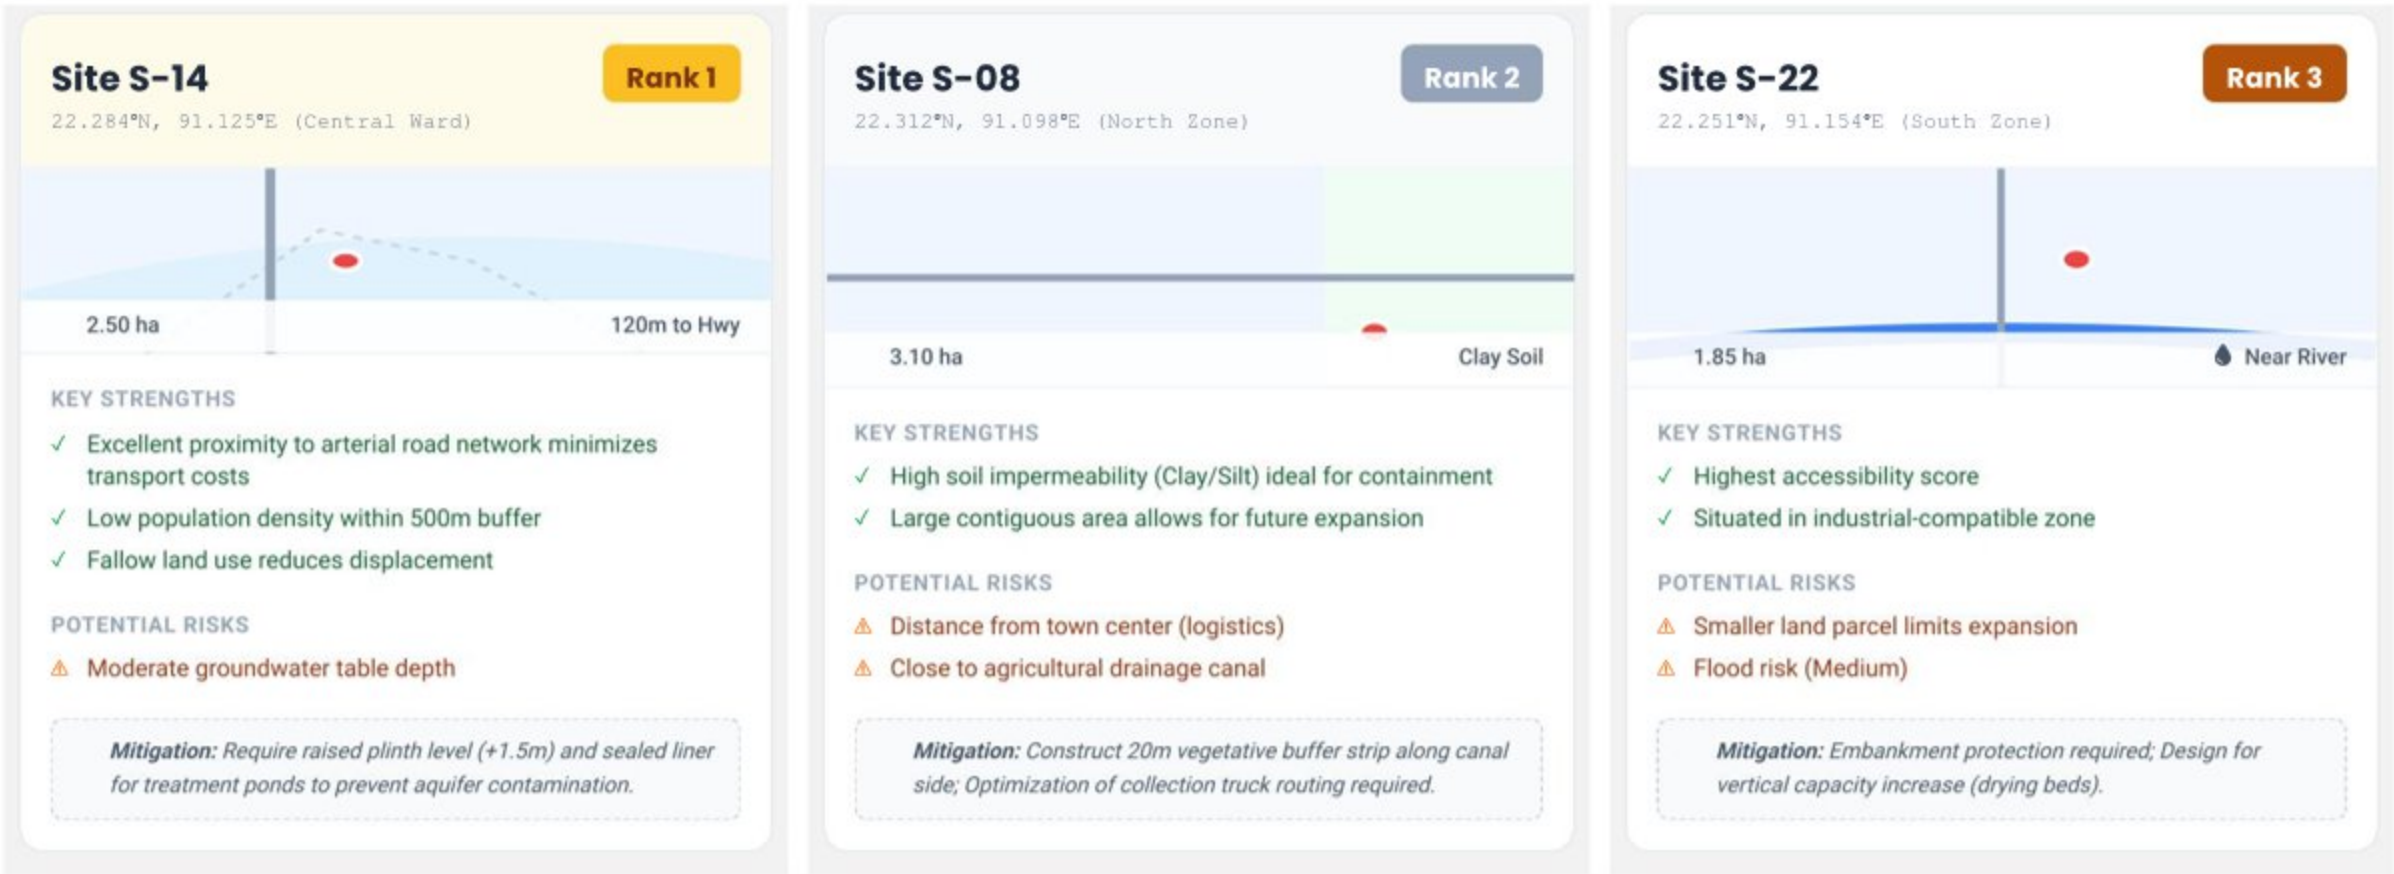 Site S-14
Rank 1
22.284°N, 91.125°E (Central Ward)
2.50 ha
120m to Hwy
KEY STRENGTHS
✓ Excellent proximity to arterial road network minimizes
transport costs
✓ Low population density within 500m buffer
✓ Fallow land use reduces displacement
POTENTIAL RISKS
⚠ Moderate groundwater table depth
Mitigation: Require raised plinth level (+1.5m) and sealed liner
for treatment ponds to prevent aquifer contamination.
Site S-08
Rank 2
22.312°N, 91.098°E (North Zone)
3.10 ha
Clay Soil
KEY STRENGTHS
✓ High soil impermeability (Clay/Silt) ideal for containment
✓ Large contiguous area allows for future expansion
POTENTIAL RISKS
⚠ Distance from town center (logistics)
⚠ Close to agricultural drainage canal
Mitigation: Construct 20m vegetative buffer strip along canal
side; Optimization of collection truck routing required.
Site S-22
Rank 3
22.251°N, 91.154°E (South Zone)
1.85 ha
Near River
KEY STRENGTHS
✓ Highest accessibility score
✓ Situated in industrial-compatible zone
POTENTIAL RISKS
⚠ Smaller land parcel limits expansion
⚠ Flood risk (Medium)
Mitigation: Embankment protection required; Design for
vertical capacity increase (drying beds).